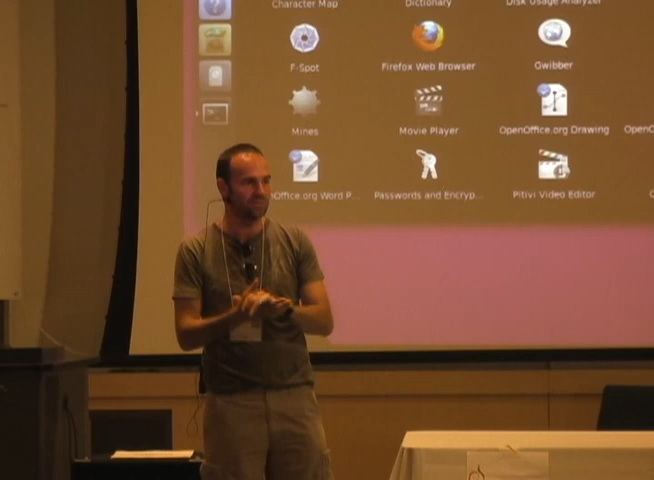 Character Map
Dictionary
Disk Usage Analyzer
F-Spot
Firefox Web Browser
Gwibber
Mines
Movie Player
OpenOffice.org Drawing
OpenO
Office.org Word P...
Passwords and Encryp...
Pitivi Video Editor